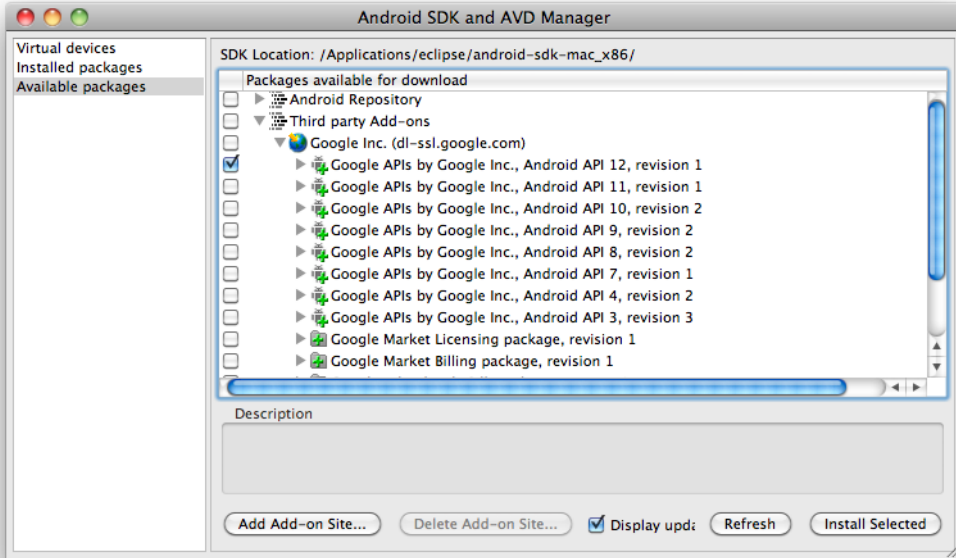 Android SDK and AVD Manager
Virtual devices
Installed packages
Available packages
SDK Location: /Applications/eclipse/android-sdk-mac_x86/
Packages available for download
Android Repository
Third party Add-ons
Google Inc. (dl-ssl.google.com)
Google APIs by Google Inc., Android API 12, revision 1
Google APIs by Google Inc., Android API 11, revision 1
Google APIs by Google Inc., Android API 10, revision 2
Google APIs by Google Inc., Android API 9, revision 2
Google APIs by Google Inc., Android API 8, revision 2
Google APIs by Google Inc., Android API 7, revision 1
Google APIs by Google Inc., Android API 4, revision 2
Google APIs by Google Inc., Android API 3, revision 3
Google Market Licensing package, revision 1
Google Market Billing package, revision 1
Description
Add Add-on Site...
Delete Add-on Site...
Display upda
Refresh
Install Selected